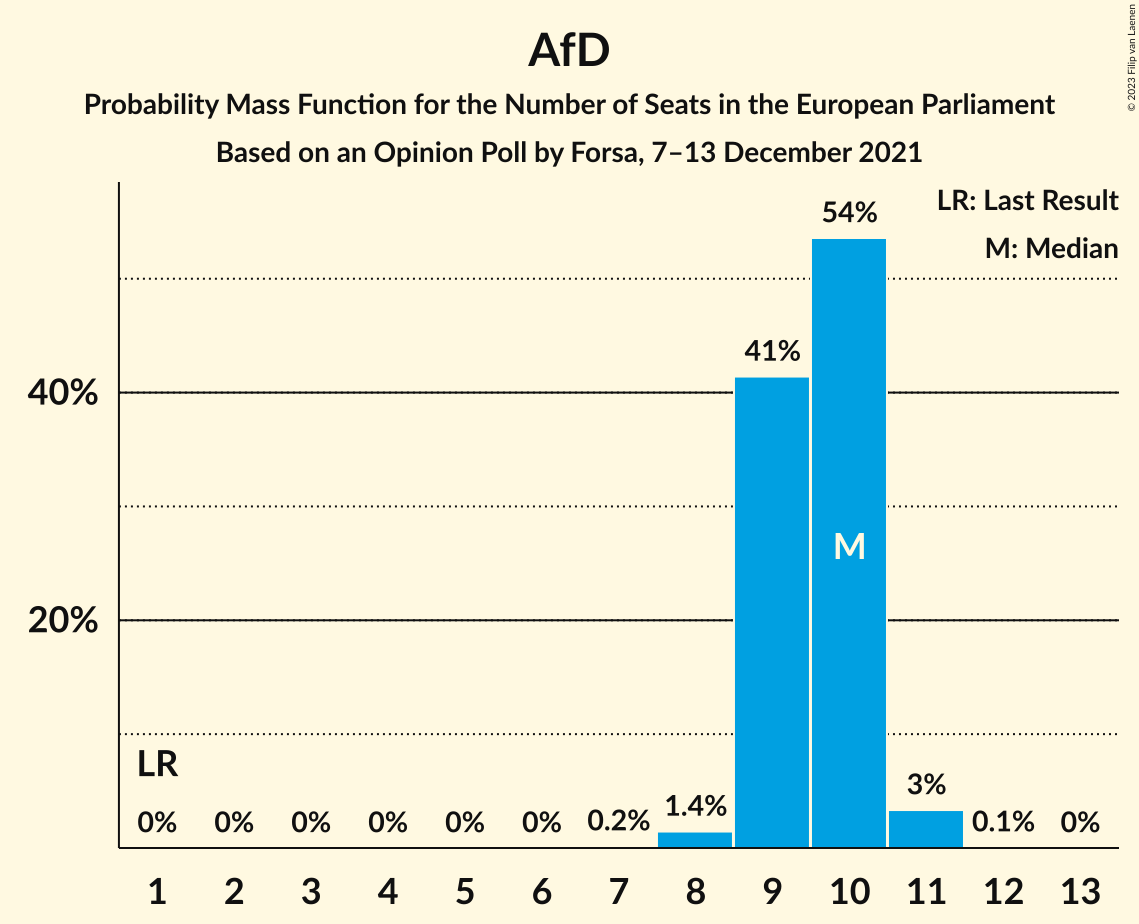 AfD
Probability Mass Function for the Number of Seats in the European Parliament
Based on an Opinion Poll by Forsa, 7–13 December 2021
© 2023 Filip van Laenen
LR: Last Result
M: Median
54%
41%
40%
M
20%
LR
0% 0% 0% 0% 0% 0% 0.2% 1.4% 3% 0.1% 0%
1 2 3 4 5 6 7 8 9 10 11 12 13